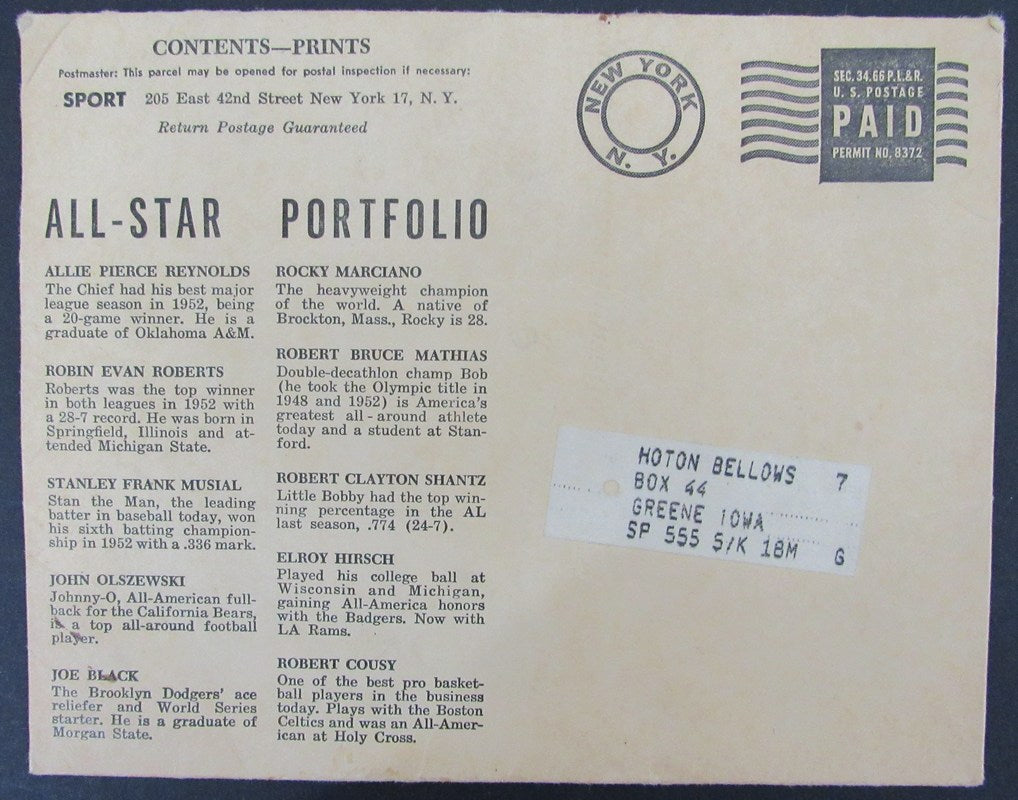 CONTENTS—PRINTS
Postmaster: This parcel may be opened for postal inspection if necessary:
SPORT 205 East 42nd Street New York 17, N. Y.
Return Postage Guaranteed
NEW YORK
N. Y.
SEC. 34.66 P.L.&R.
U. S. POSTAGE
PAID
PERMIT NO. 8372
ALL-STAR PORTFOLIO
ALLIE PIERCE REYNOLDS
The Chief had his best major
league season in 1952, being
a 20-game winner. He is a
graduate of Oklahoma A&M.
ROBIN EVAN ROBERTS
Roberts was the top winner
in both leagues in 1952 with
a 28-7 record. He was born in
Springfield, Illinois and at-
tended Michigan State.
STANLEY FRANK MUSIAL
Stan the Man, the leading
batter in baseball today, won
his sixth batting champion-
ship in 1952 with a .336 mark.
JOHN OLSZEWSKI
Johnny-O, All-American full-
back for the California Bears,
is a top all-around football
player.
JOE BLACK
The Brooklyn Dodgers' ace
reliefer and World Series
starter. He is a graduate of
Morgan State.
ROCKY MARCIANO
The heavyweight champion
of the world. A native of
Brockton, Mass., Rocky is 28.
ROBERT BRUCE MATHIAS
Double-decathlon champ Bob
(he took the Olympic title in
1948 and 1952) is America's
greatest all-around athlete
today and a student at Stan-
ford.
ROBERT CLAYTON SHANTZ
Little Bobby had the top win-
ning percentage in the AL
last season, .774 (24-7).
ELROY HIRSCH
Played his college ball at
Wisconsin and Michigan,
gaining All-America honors
with the Badgers. Now with
LA Rams.
ROBERT COUSY
One of the best pro basket-
ball players in the business
today. Plays with the Boston
Celtics and was an All-Amer-
ican at Holy Cross.
HOTON BELLOWS 7
BOX 44
GREENE IOWA
SP 555 S/K 18M G